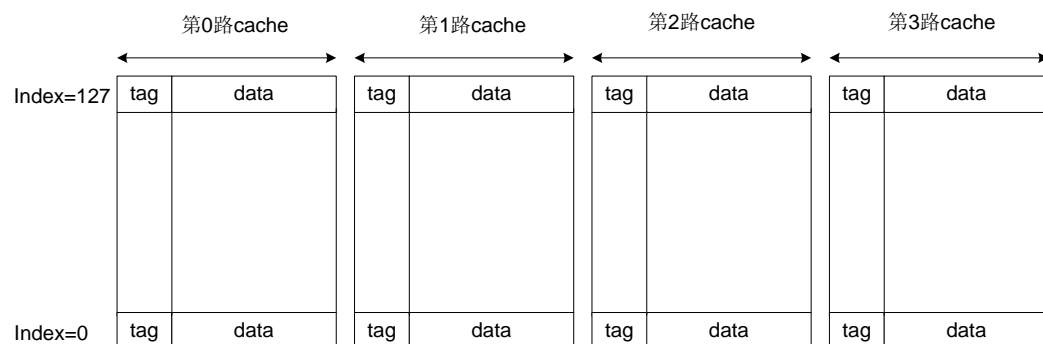 第0路cache 第1路cache 第2路cache 第3路cache
Index=127 tag data tag data tag data tag data
Index=0 tag data tag data tag data tag data